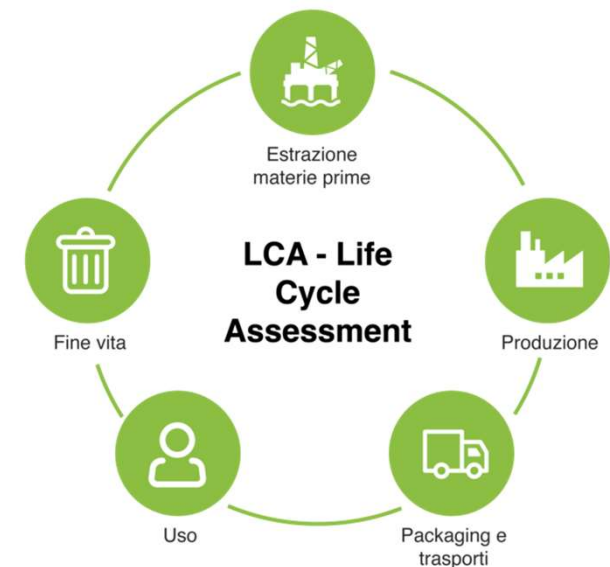 Estrazione
materie prime
LCA - Life
Cycle
Assessment
Produzione
Packaging e
trasporti
Uso
Fine vita